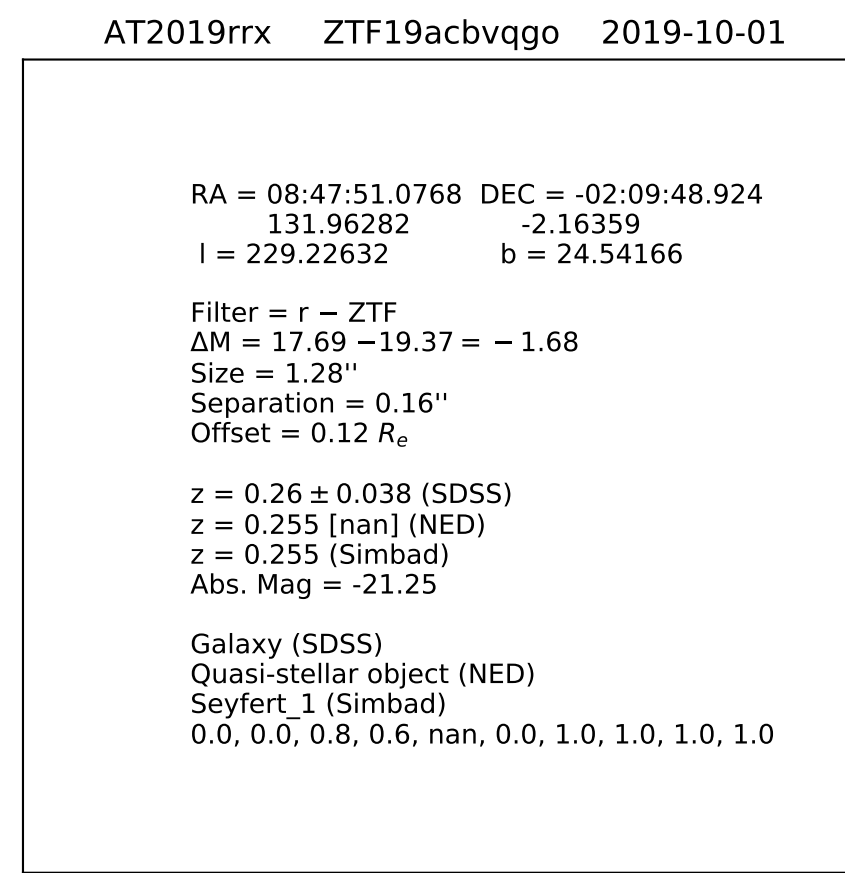 AT2019rrx ZTF19acbvqgo 2019-10-01
RA = 08:47:51.0768 DEC = -02:09:48.924
131.96282 -2.16359
l = 229.22632 b = 24.54166
Filter = r − ZTF
ΔM = 17.69 −19.37 = − 1.68
Size = 1.28''
Separation = 0.16''
Offset = 0.12 Re
z = 0.26 ± 0.038 (SDSS)
z = 0.255 [nan] (NED)
z = 0.255 (Simbad)
Abs. Mag = -21.25
Galaxy (SDSS)
Quasi-stellar object (NED)
Seyfert_1 (Simbad)
0.0, 0.0, 0.8, 0.6, nan, 0.0, 1.0, 1.0, 1.0, 1.0